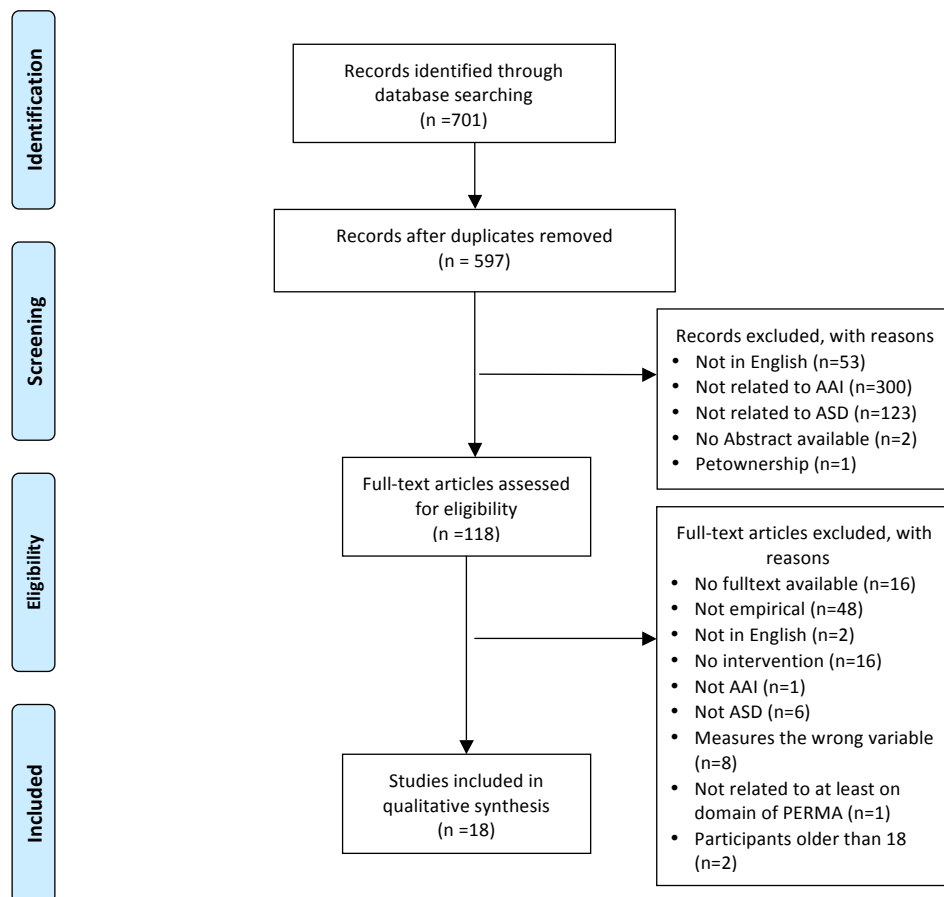 Identification
Records identified through
database searching
(n =701)
Records after duplicates removed
(n = 597)
Screening
Records excluded, with reasons
• Not in English (n=53)
• Not related to AAI (n=300)
• Not related to ASD (n=123)
• No Abstract available (n=2)
• Petownership (n=1)
Full-text articles assessed
for eligibility
(n =118)
Eligibility
Full-text articles excluded, with
reasons
• No fulltext available (n=16)
• Not empirical (n=48)
• Not in English (n=2)
• No intervention (n=16)
• Not AAI (n=1)
• Not ASD (n=6)
• Measures the wrong variable
(n=8)
• Not related to at least on
domain of PERMA (n=1)
• Participants older than 18
(n=2)
Included
Studies included in
qualitative synthesis
(n =18)